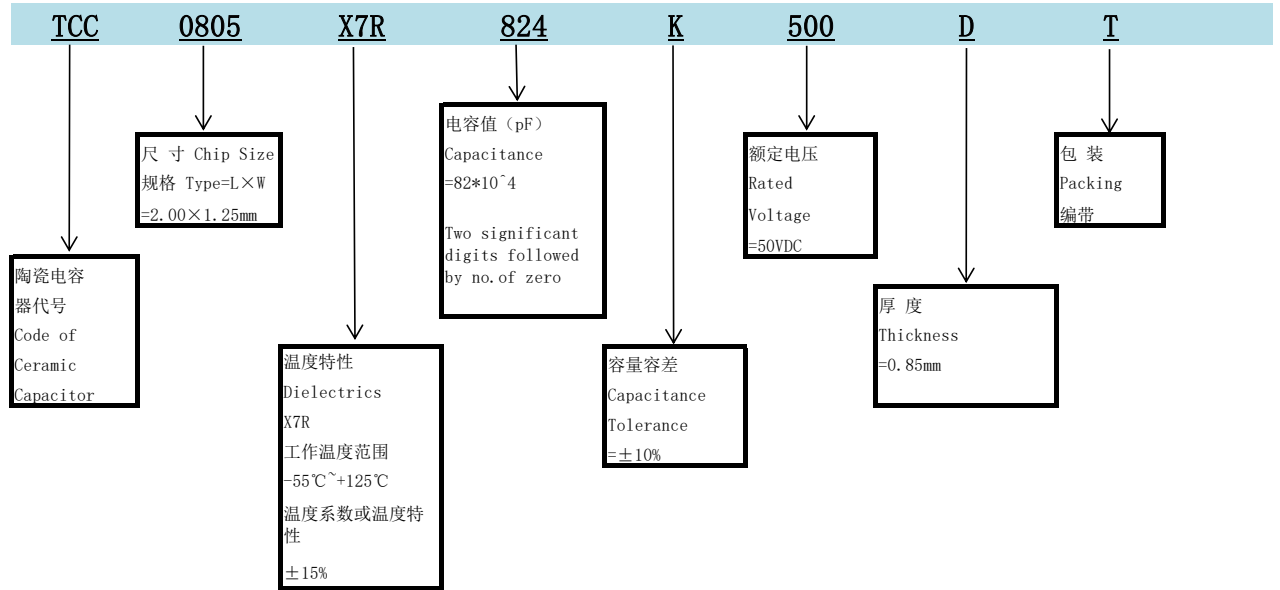 TCC 0805 X7R 824 K 500 D T
陶瓷电容
器代号
Code of
Ceramic
Capacitor
尺 寸 Chip Size
规格 Type=L×W
=2.00×1.25mm
温度特性
Dielectrics
X7R
工作温度范围
-55℃~+125℃
温度系数或温度特
性
±15%
电容值（pF）
Capacitance
=82*10^4
Two significant
digits followed
by no.of zero
容量容差
Capacitance
Tolerance
=±10%
额定电压
Rated
Voltage
=50VDC
厚 度
Thickness
=0.85mm
包 装
Packing
编带